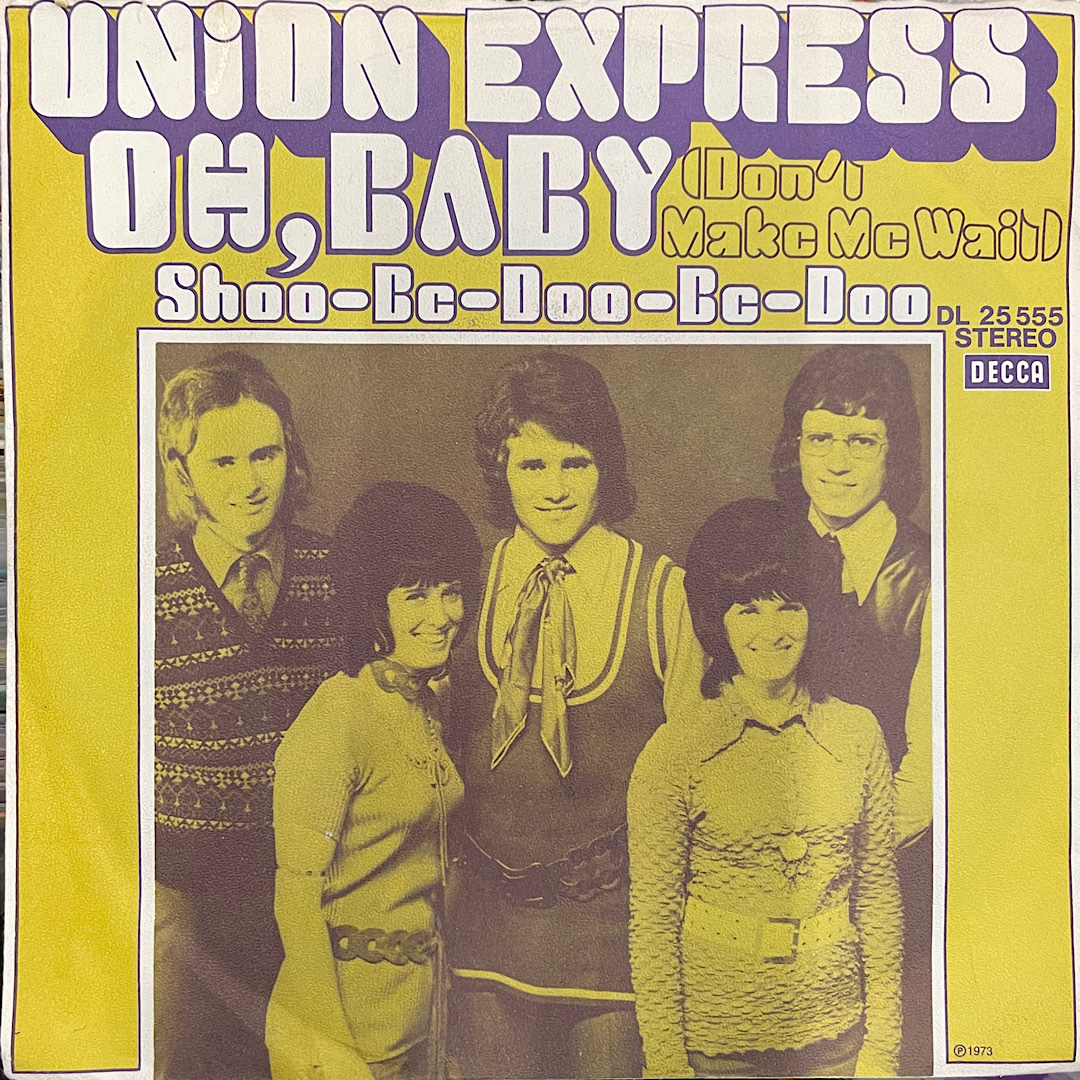 UNiON EXPRESS
OH, BABY
(Don't
Make Me Wait)
Shoo-Be-Doo-Be-Doo
DL 25 555
STEREO
DECCA
℗ 1973